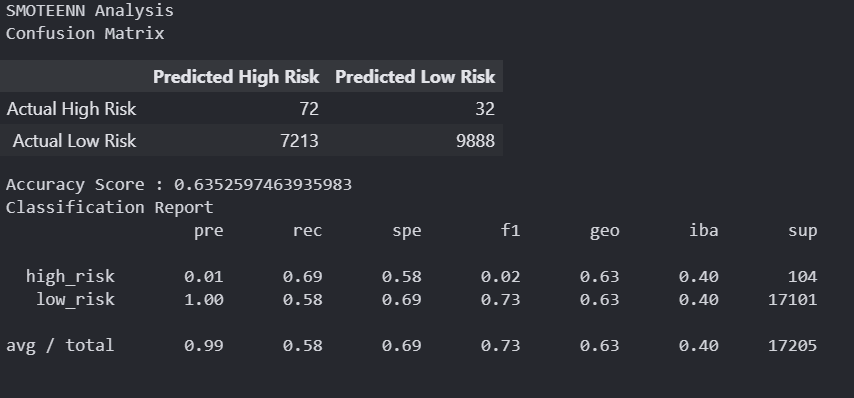 SMOTEENN Analysis
Confusion Matrix
Predicted High Risk Predicted Low Risk
Actual High Risk 72 32
Actual Low Risk 7213 9888
Accuracy Score : 0.6352597463935983
Classification Report
pre rec spe f1 geo iba sup
high_risk 0.01 0.69 0.58 0.02 0.63 0.40 104
low_risk 1.00 0.58 0.69 0.73 0.63 0.40 17101
avg / total 0.99 0.58 0.69 0.73 0.63 0.40 17205